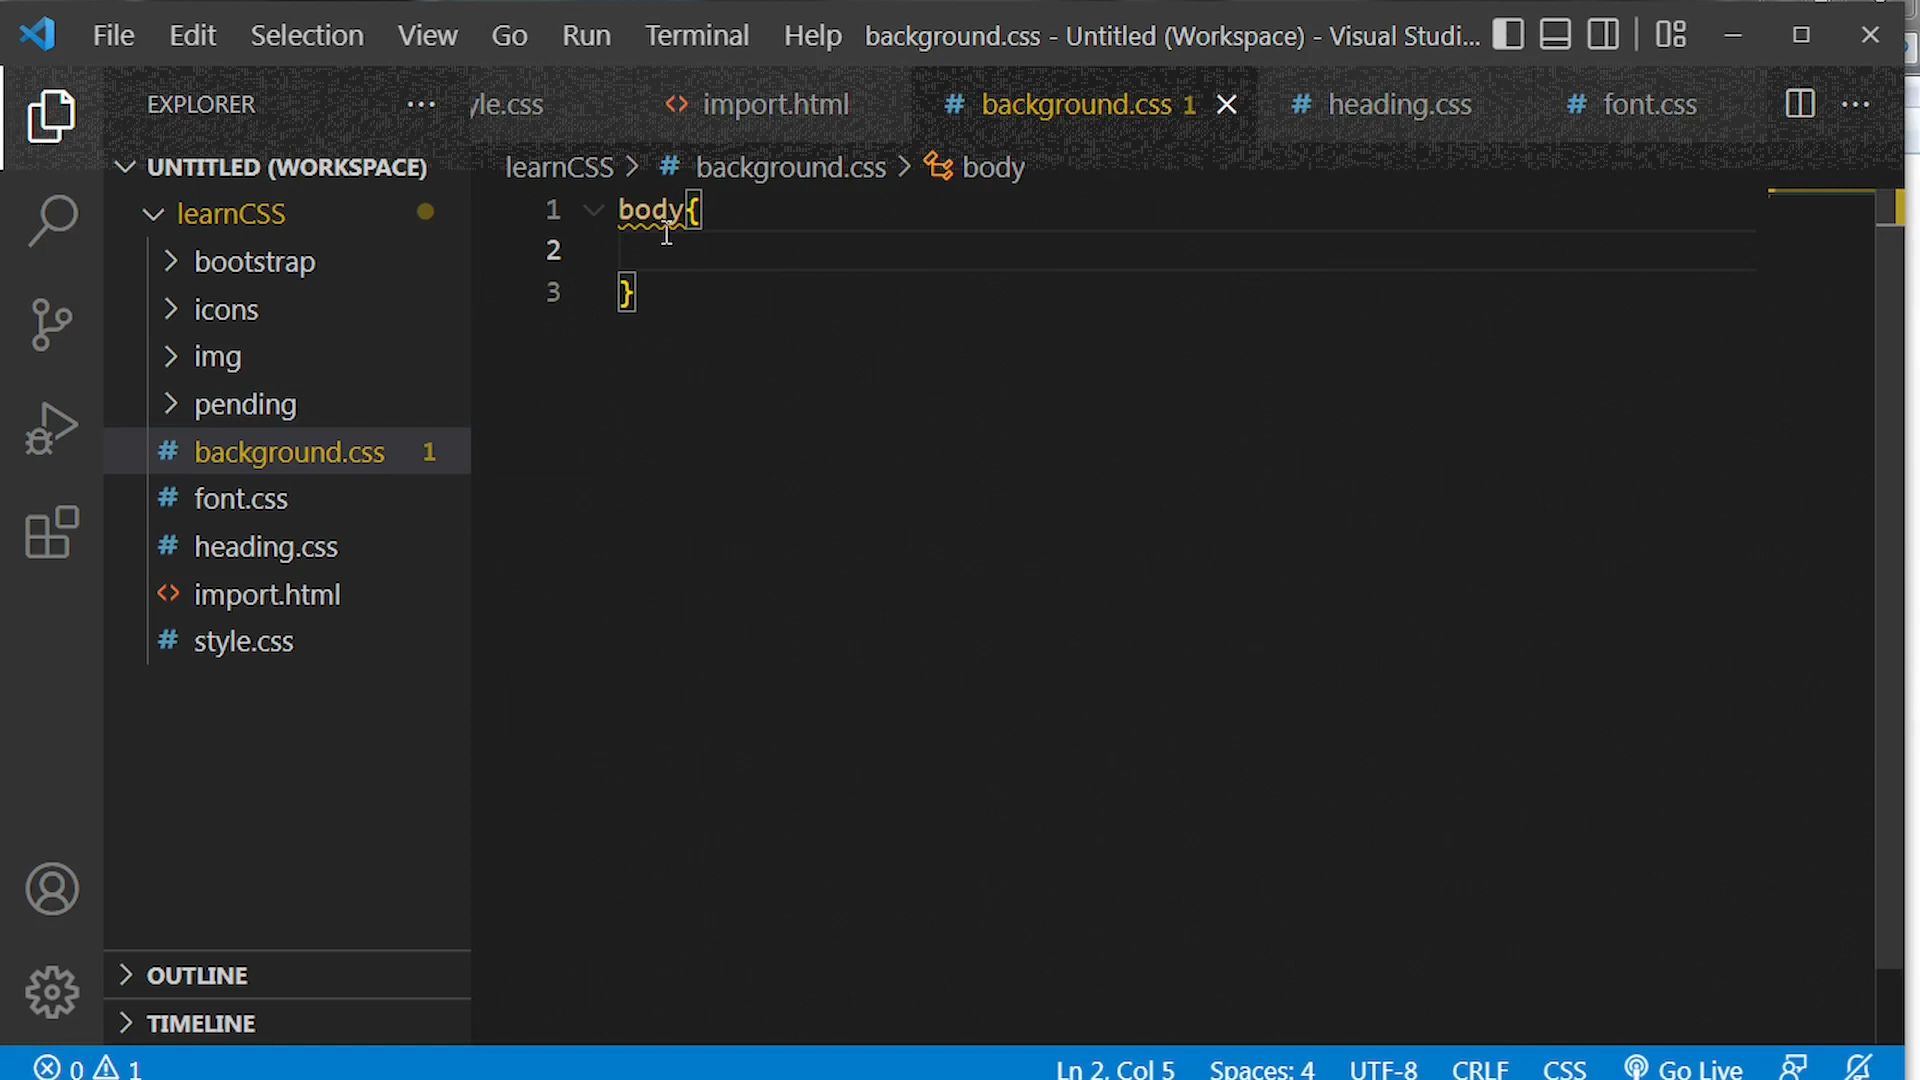 File Edit Selection View Go Run Terminal Help background.css - Untitled (Workspace) - Visual Studi...
EXPLORER ... yle.css <> import.html # background.css 1 # heading.css # font.css ...
UNTITLED (WORKSPACE)
learnCSS > # background.css > body
learnCSS
bootstrap
icons
img
pending
# background.css 1
# font.css
# heading.css
<> import.html
# style.css
1 body{
2
3 }
OUTLINE
TIMELINE
0 1 Ln 2, Col 5 Spaces: 4 UTF-8 CRLF CSS Go Live